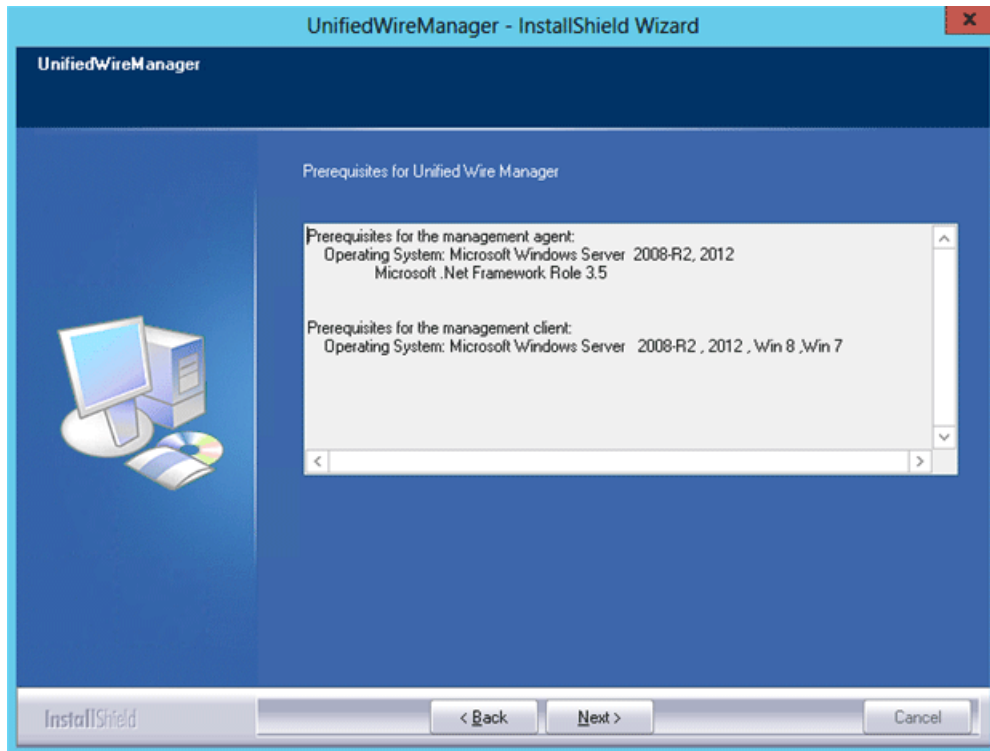 UnifiedWireManager - InstallShield Wizard
UnifiedWireManager
Prerequisites for Unified Wire Manager
Prerequisites for the management agent:
Operating System: Microsoft Windows Server 2008-R2, 2012
Microsoft .Net Framework Role 3.5
Prerequisites for the management client:
Operating System: Microsoft Windows Server 2008-R2 , 2012 , Win 8 ,Win 7
InstallShield
< Back
Next >
Cancel